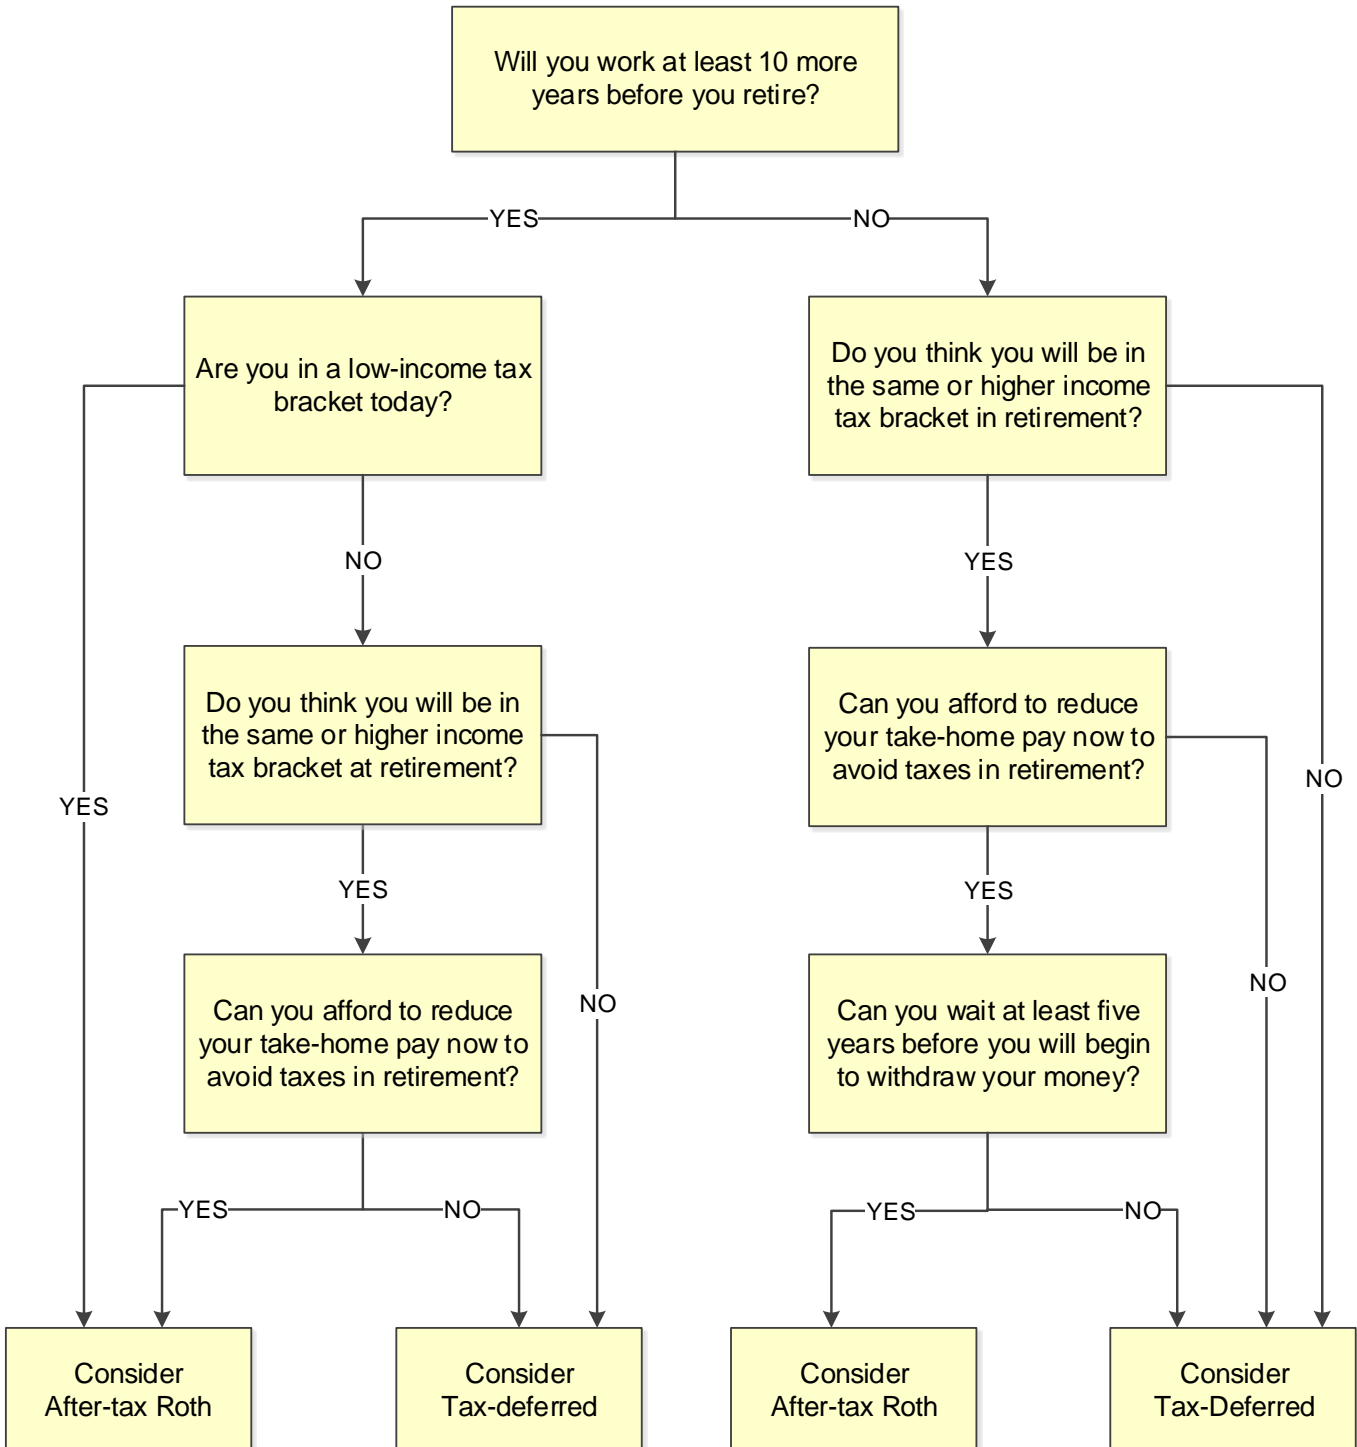 Will you work at least 10 more
years before you retire?
YES
NO
Are you in a low-income tax
bracket today?
Do you think you will be in
the same or higher income
tax bracket in retirement?
NO
YES
Do you think you will be in
the same or higher income
tax bracket at retirement?
Can you afford to reduce
your take-home pay now to
avoid taxes in retirement?
YES
NO
YES
YES
Can you afford to reduce
your take-home pay now to
avoid taxes in retirement?
NO
Can you wait at least five
years before you will begin
to withdraw your money?
NO
YES
NO
YES
NO
Consider
After-tax Roth
Consider
Tax-deferred
Consider
After-tax Roth
Consider
Tax-Deferred